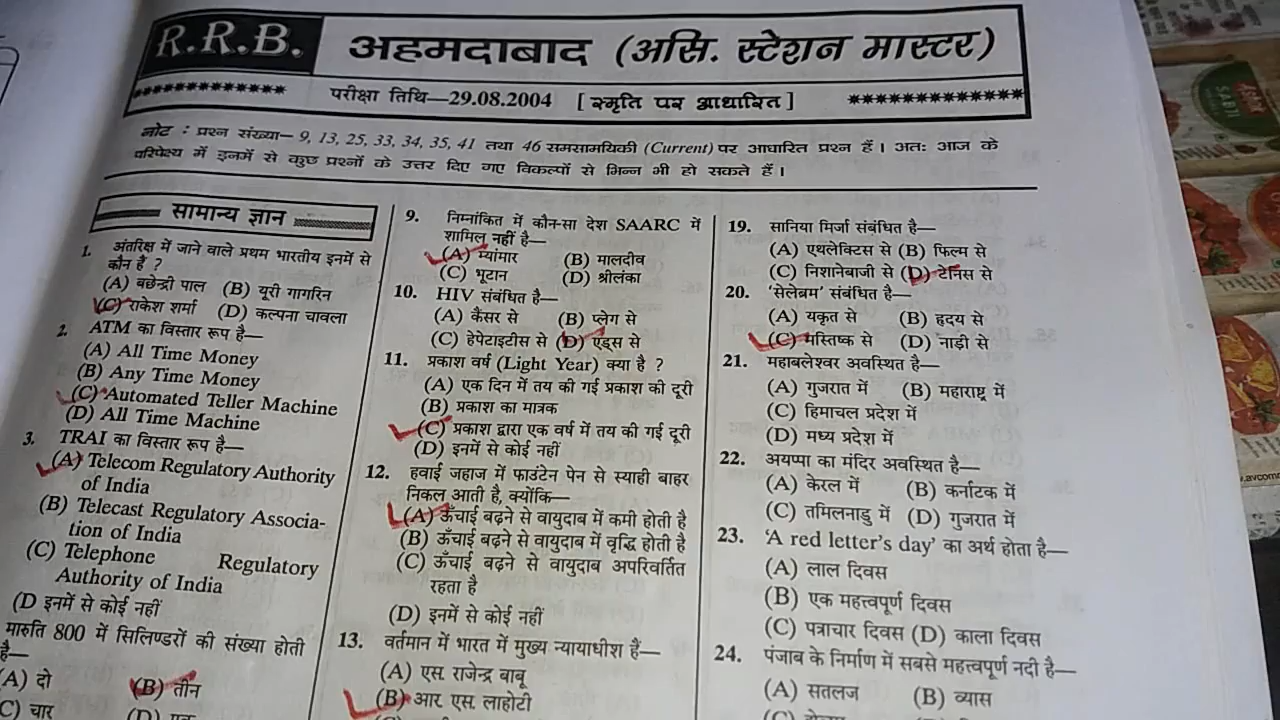 R.R.B. अहमदाबाद (असि. स्टेशन मास्टर)
************ परीक्षा तिथि—29.08.2004 [ स्मृति पर आधारित ] *************
नोट : प्रश्न संख्या— 9, 13, 25, 33, 34, 35, 41 तथा 46 समसामयिकी (Current) पर आधारित प्रश्न हैं। अतः आज के
परिपेक्ष्य में इनमें से कुछ प्रश्नों के उत्तर दिए गए विकल्पों से भिन्न भी हो सकते हैं।
सामान्य ज्ञान
1. अंतरिक्ष में जाने वाले प्रथम भारतीय इनमें से
कौन हैं ?
(A) बछेन्द्री पाल (B) यूरी गागरिन
(C) राकेश शर्मा (D) कल्पना चावला
2. ATM का विस्तार रूप है—
(A) All Time Money
(B) Any Time Money
(C) Automated Teller Machine
(D) All Time Machine
3. TRAI का विस्तार रूप है—
(A) Telecom Regulatory Authority
of India
(B) Telecast Regulatory Associa-
tion of India
(C) Telephone Regulatory
Authority of India
(D इनमें से कोई नहीं
मारुति 800 में सिलिण्डरों की संख्या होती
है—
(A) दो (B) तीन
C) चार
9. निम्नांकित में कौन-सा देश SAARC में
शामिल नहीं है—
(A) म्यांमार (B) मालदीव
(C) भूटान (D) श्रीलंका
10. HIV संबंधित है—
(A) कैंसर से (B) प्लेग से
(C) हेपेटाइटीस से (D) एड्स से
11. प्रकाश वर्ष (Light Year) क्या है ?
(A) एक दिन में तय की गई प्रकाश की दूरी
(B) प्रकाश का मात्रक
(C) प्रकाश द्वारा एक वर्ष में तय की गई दूरी
(D) इनमें से कोई नहीं
12. हवाई जहाज में फाउंटेन पेन से स्याही बाहर
निकल आती है, क्योंकि—
(A) ऊँचाई बढ़ने से वायुदाब में कमी होती है
(B) ऊँचाई बढ़ने से वायुदाब में वृद्धि होती है
(C) ऊँचाई बढ़ने से वायुदाब अपरिवर्तित
रहता है
(D) इनमें से कोई नहीं
13. वर्तमान में भारत में मुख्य न्यायाधीश हैं—
(A) एस. राजेन्द्र बाबू
(B) आर. एस. लाहोटी
19. सानिया मिर्जा संबंधित है—
(A) एथलेक्टिस से (B) फिल्म से
(C) निशानेबाजी से (D) टेनिस से
20. 'सेलेब्रम' संबंधित है—
(A) यकृत से (B) हृदय से
(C) मस्तिष्क से (D) नाड़ी से
21. महाबलेश्वर अवस्थित है—
(A) गुजरात में (B) महाराष्ट्र में
(C) हिमाचल प्रदेश में
(D) मध्य प्रदेश में
22. अयप्पा का मंदिर अवस्थित है—
(A) केरल में (B) कर्नाटक में
(C) तमिलनाडु में (D) गुजरात में
23. 'A red letter's day' का अर्थ होता है—
(A) लाल दिवस
(B) एक महत्त्वपूर्ण दिवस
(C) पत्राचार दिवस (D) काला दिवस
24. पंजाब के निर्माण में सबसे महत्त्वपूर्ण नदी है—
(A) सतलज (B) व्यास